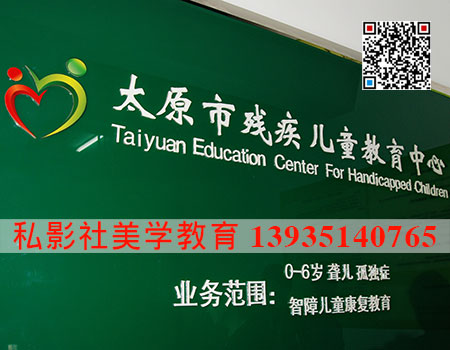 太原市残疾儿童教育中心
Taiyuan Education Center For Handicapped Children
私影社美学教育 13935140765
业务范围:
0-6岁 聋儿 孤独症
智障儿童康复教育